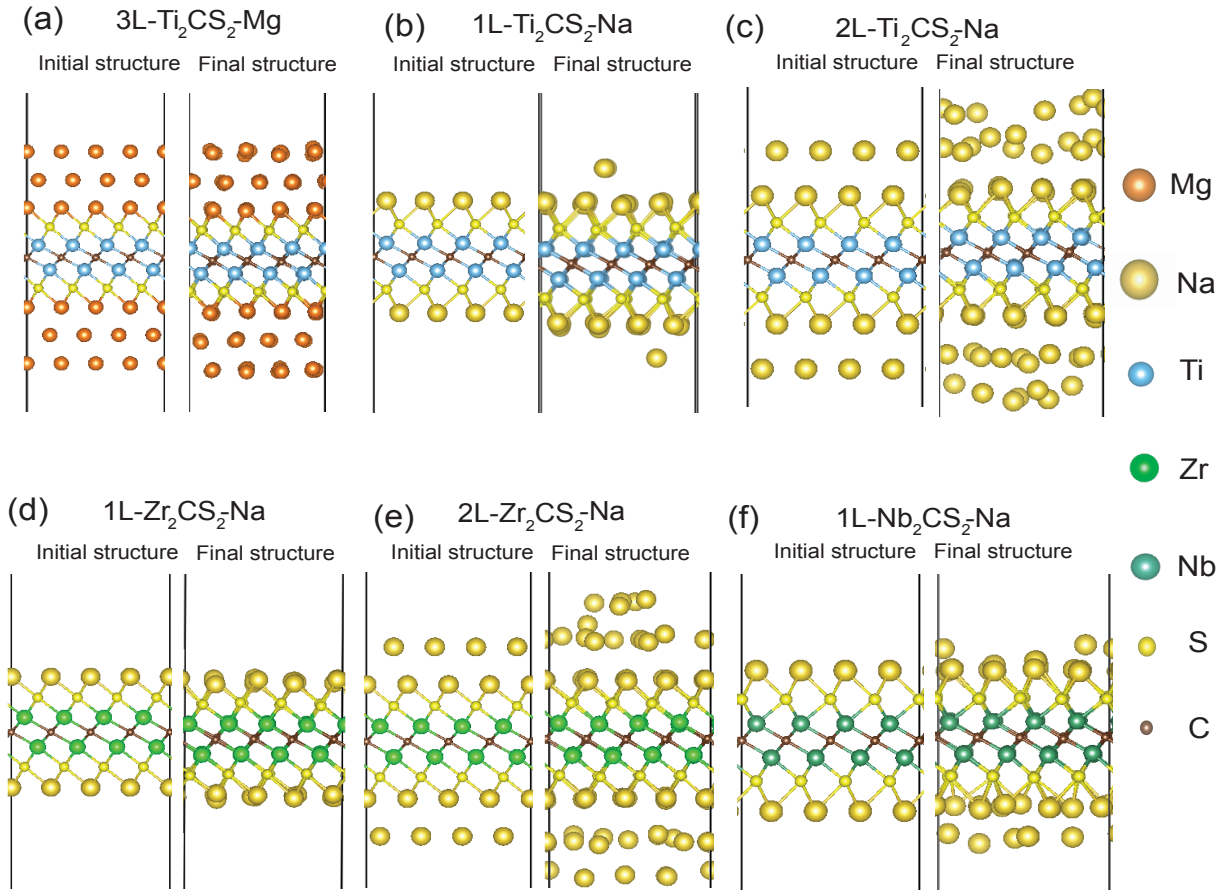 (a) 3L-Ti₂CS₂-Mg
Initial structure Final structure
(b) 1L-Ti₂CS₂-Na
Initial structure Final structure
(c) 2L-Ti₂CS₂-Na
Initial structure Final structure
Mg
Na
Ti
Zr
Nb
S
C
(d) 1L-Zr₂CS₂-Na
Initial structure Final structure
(e) 2L-Zr₂CS₂-Na
Initial structure Final structure
(f) 1L-Nb₂CS₂-Na
Initial structure Final structure